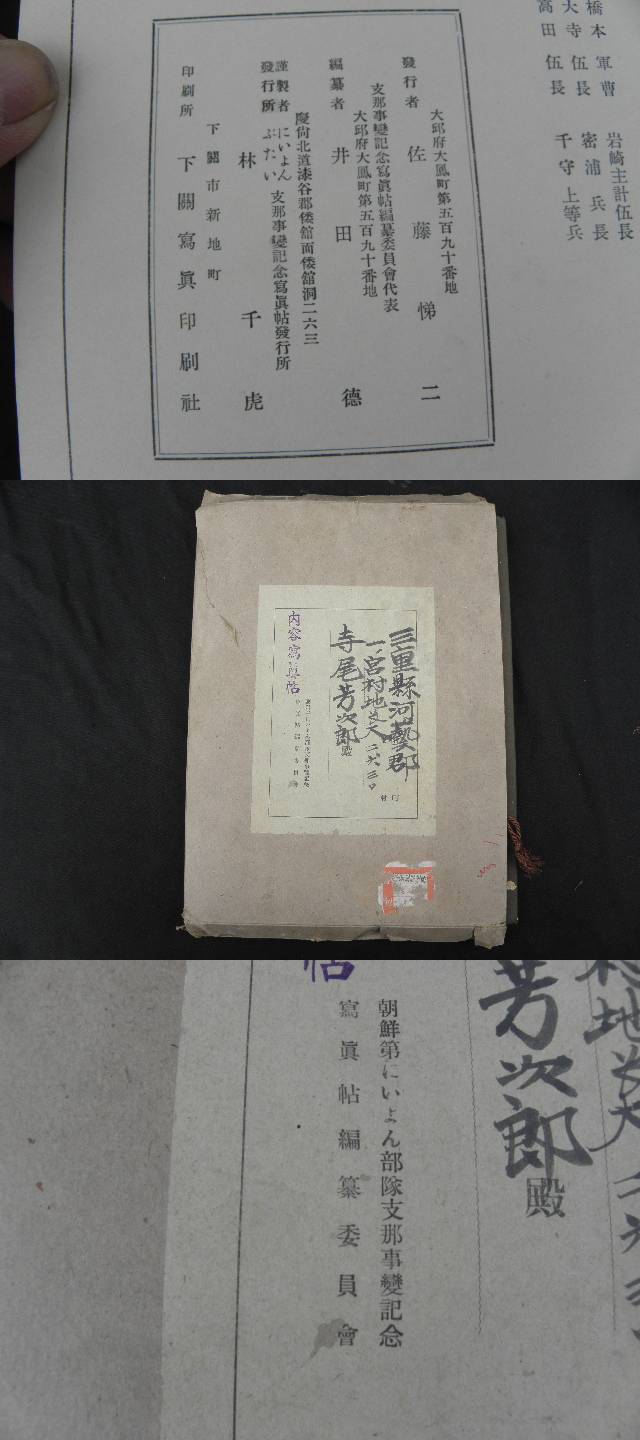 橋本軍曹
大寺伍長
高田伍長
岩崎主計伍長
密浦兵長
千守上等兵
大邱府大鳳町第五百九十番地
發行者 佐藤悌二
支那事變記念寫眞帖編纂委員會代表
大邱府大鳳町第五百九十番地
編纂者 井田德
慶尙北道漆谷郡倭舘面倭舘洞二六三
謹製者 林千虎
發行所 にいよんぶたい 支那事變記念寫眞帖發行所
下關市新地町
印刷所 下關寫眞印刷社
三重縣河藝郡
一ノ宮村地
寺尾芳次郎殿
内容寫眞帖
芳次郎殿
朝鮮第にいよん部隊支那事變記念
寫眞帖編纂委員會
帖